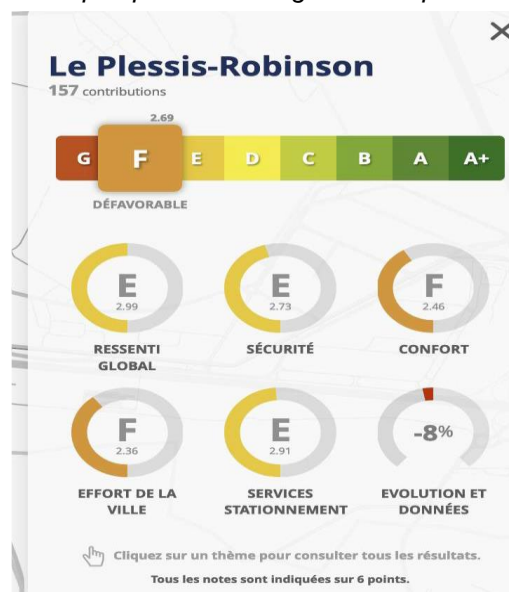 Le Plessis-Robinson
157 contributions
2.69
G F E D C B A A+
DÉFAVORABLE
E E F
2.99 2.73 2.46
RESSENTI GLOBAL SÉCURITÉ CONFORT
F E -8%
2.36 2.91
EFFORT DE LA VILLE SERVICES STATIONNEMENT EVOLUTION ET DONNÉES
Cliquez sur un thème pour consulter tous les résultats.
Tous les notes sont indiquées sur 6 points.